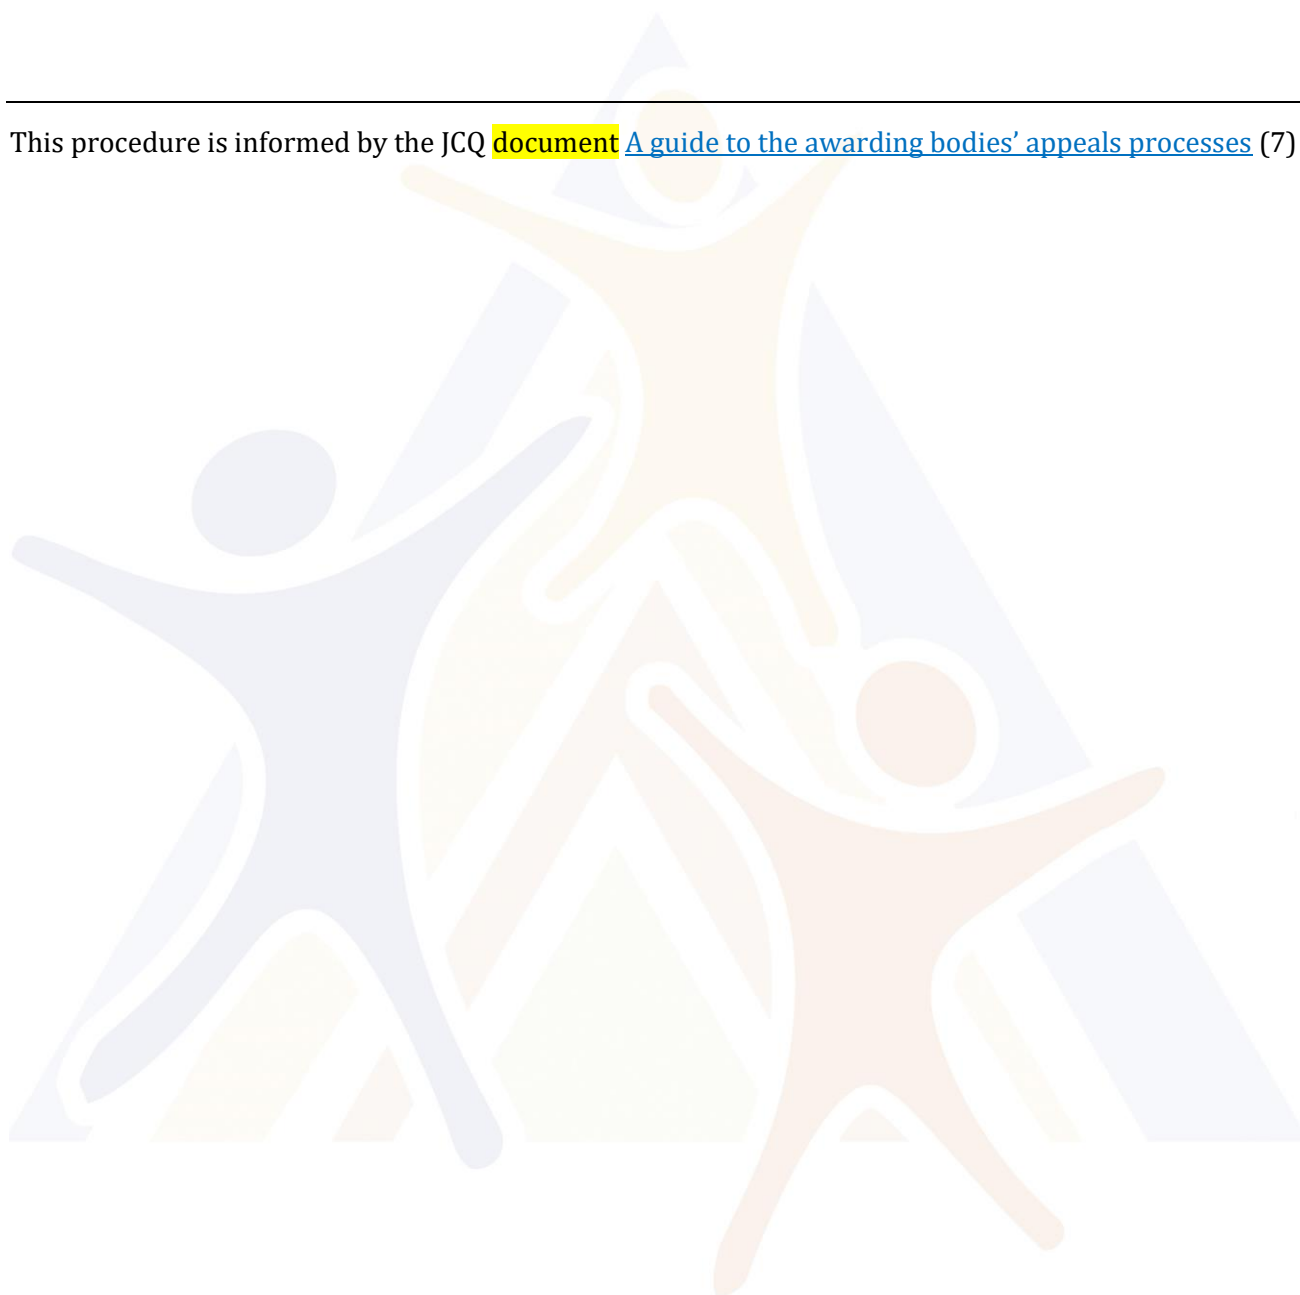 This procedure is informed by the JCQ document A guide to the awarding bodies’ appeals processes (7)